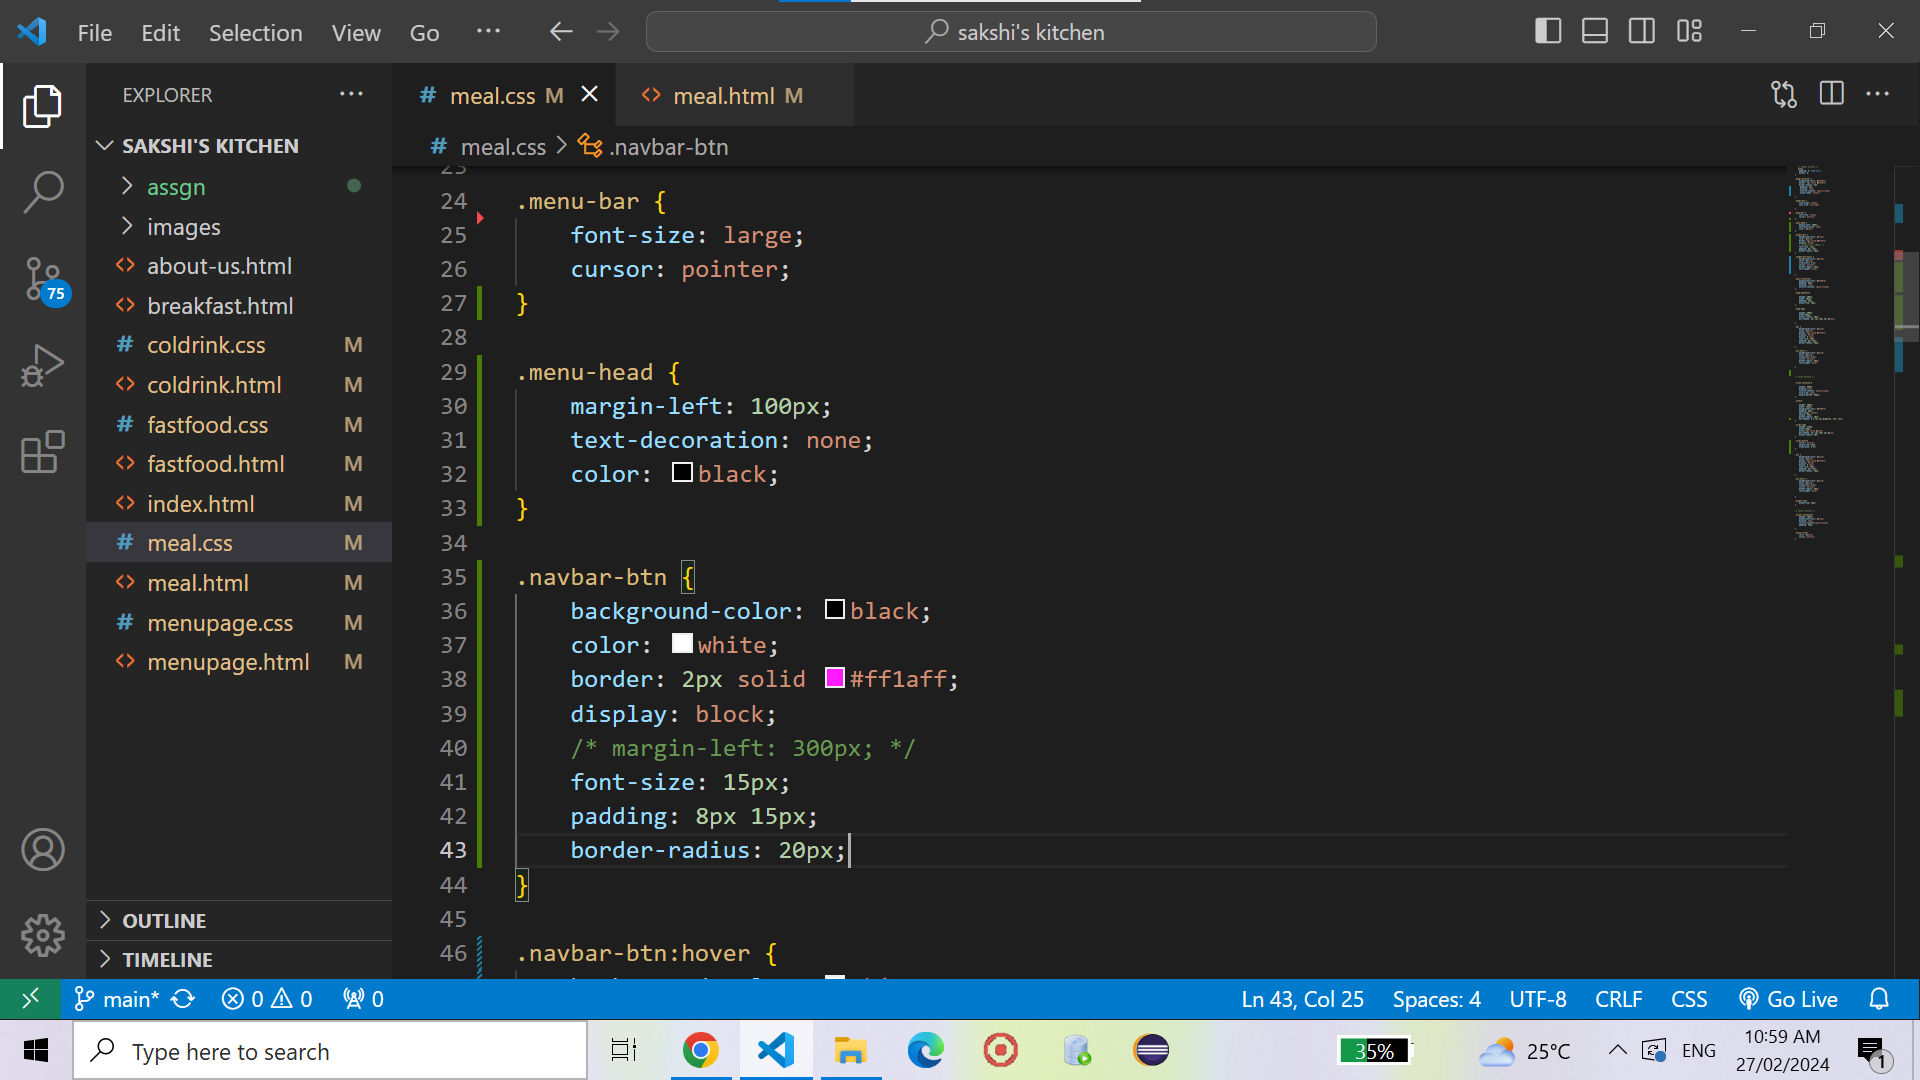 File Edit Selection View Go ···
sakshi's kitchen
EXPLORER ···
SAKSHI'S KITCHEN
assgn
images
about-us.html
breakfast.html
coldrink.css M
coldrink.html M
fastfood.css M
fastfood.html M
index.html M
meal.css M
meal.html M
menupage.css M
menupage.html M
OUTLINE
TIMELINE
75
# meal.css M
<> meal.html M
# meal.css > .navbar-btn
23
24 .menu-bar {
25 font-size: large;
26 cursor: pointer;
27 }
28
29 .menu-head {
30 margin-left: 100px;
31 text-decoration: none;
32 color: black;
33 }
34
35 .navbar-btn {
36 background-color: black;
37 color: white;
38 border: 2px solid #ff1aff;
39 display: block;
40 /* margin-left: 300px; */
41 font-size: 15px;
42 padding: 8px 15px;
43 border-radius: 20px;
44 }
45
46 .navbar-btn:hover {
main* 0 0 0
Ln 43, Col 25 Spaces: 4 UTF-8 CRLF CSS Go Live
Type here to search
35%
25°C
ENG
10:59 AM
27/02/2024
1